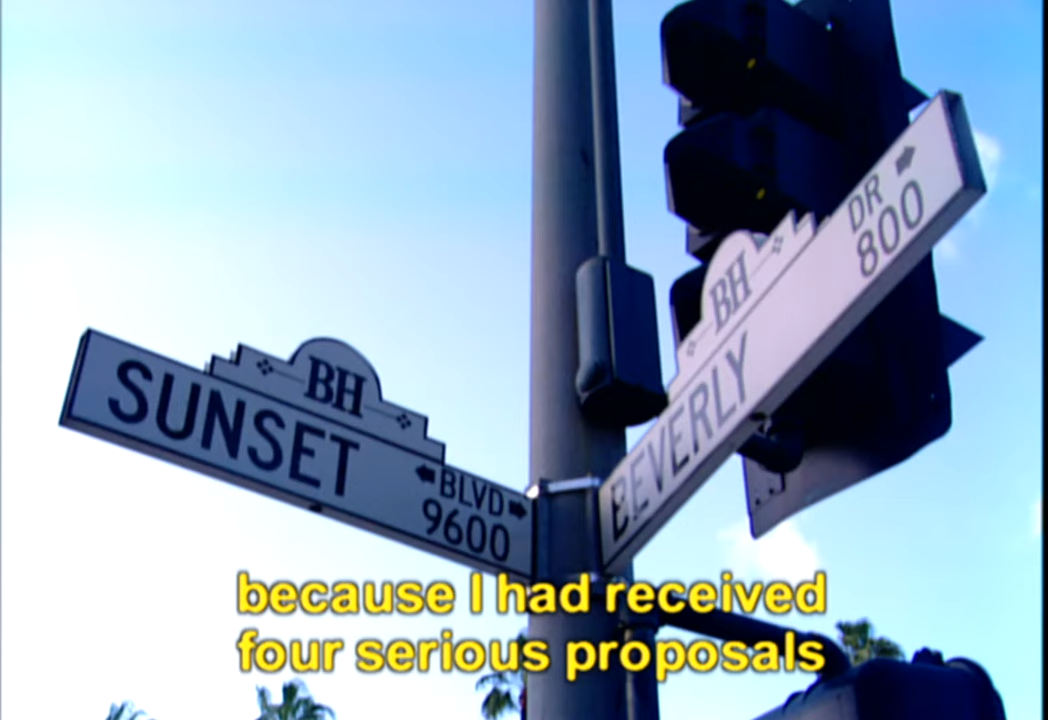 BH
SUNSET
BLVD
9600
BH
BEVERLY
DR
800
because I had received
four serious proposals